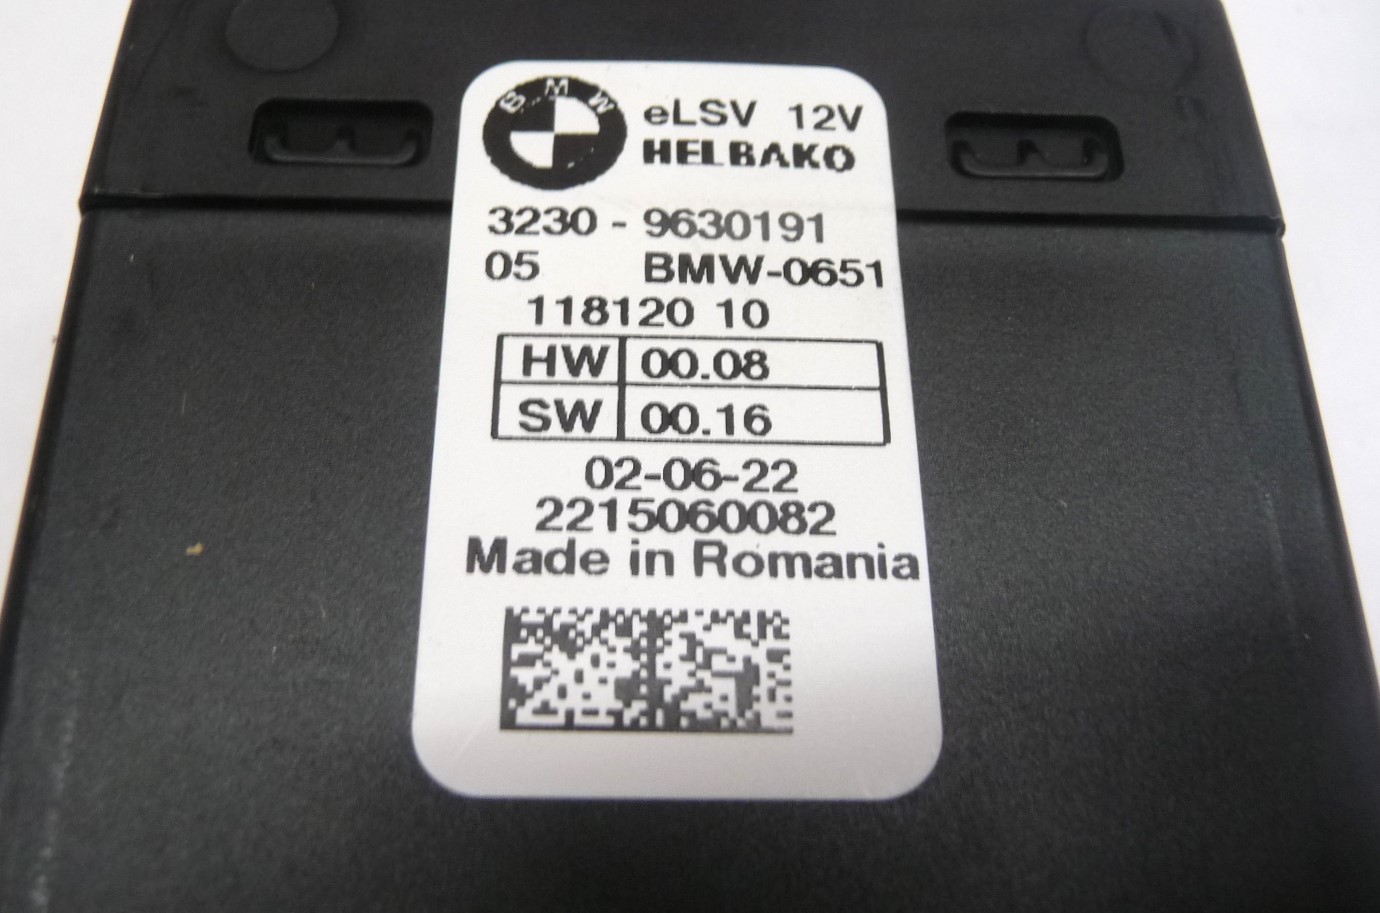 BMW
eLSV 12V
HELBAKO
3230 - 9630191
05 BMW-0651
118120 10
HW 00.08
SW 00.16
02-06-22
2215060082
Made in Romania